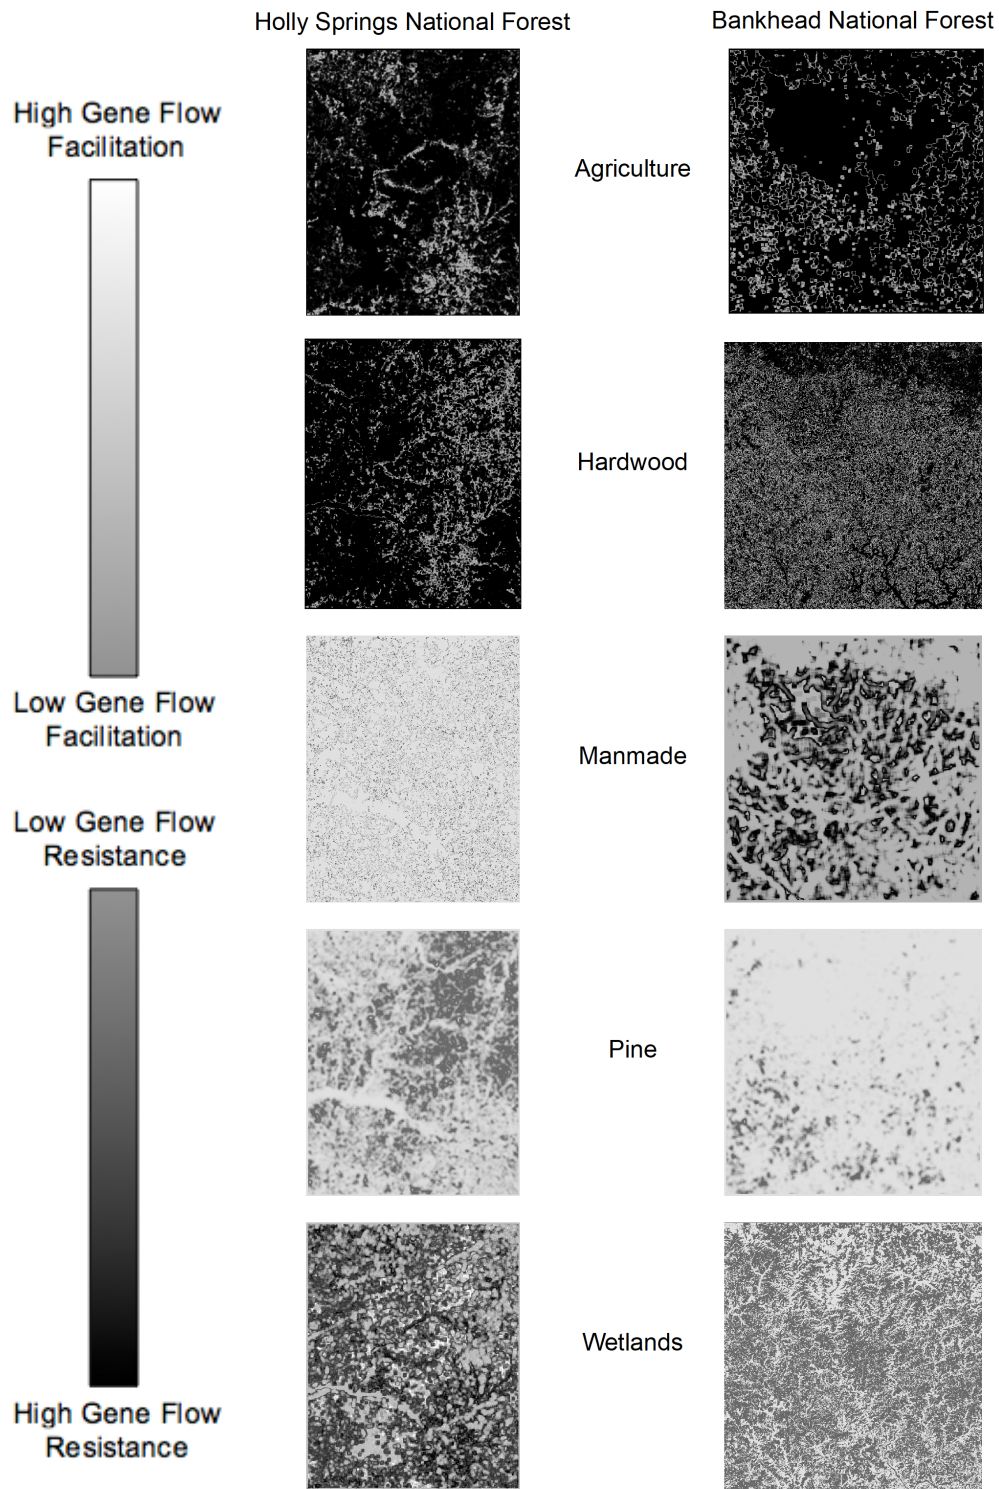 Holly Springs National Forest
Bankhead National Forest
High Gene Flow
Facilitation
Low Gene Flow
Facilitation
Low Gene Flow
Resistance
High Gene Flow
Resistance
Agriculture
Hardwood
Manmade
Pine
Wetlands